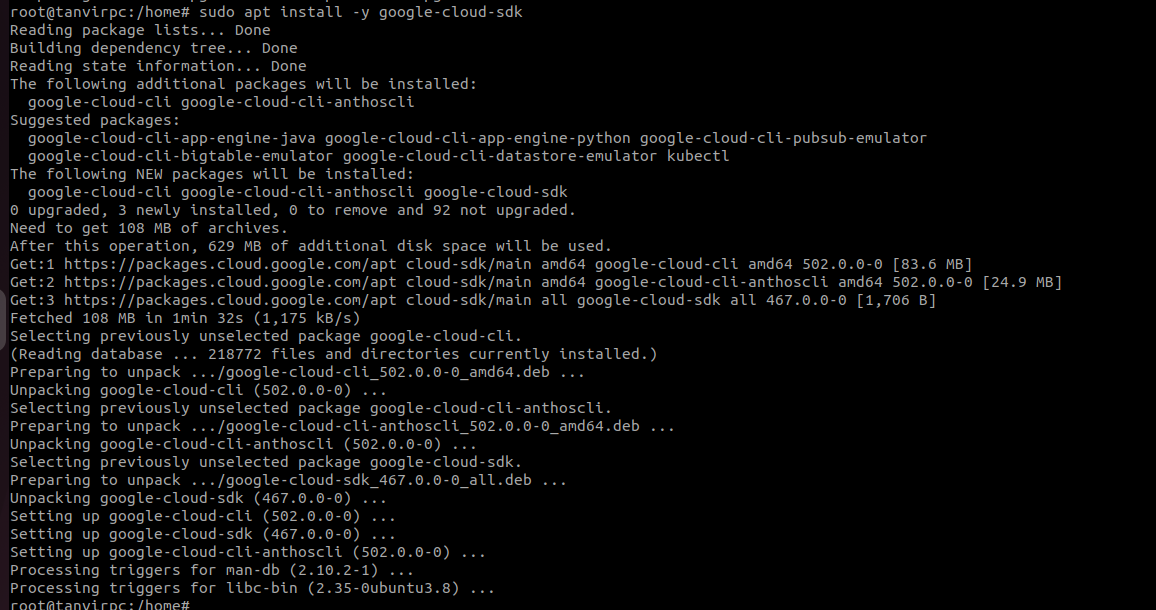 root@tanvirpc:/home# sudo apt install -y google-cloud-sdk
Reading package lists... Done
Building dependency tree... Done
Reading state information... Done
The following additional packages will be installed:
  google-cloud-cli google-cloud-cli-anthoscli
Suggested packages:
  google-cloud-cli-app-engine-java google-cloud-cli-app-engine-python google-cloud-cli-pubsub-emulator
  google-cloud-cli-bigtable-emulator google-cloud-cli-datastore-emulator kubectl
The following NEW packages will be installed:
  google-cloud-cli google-cloud-cli-anthoscli google-cloud-sdk
0 upgraded, 3 newly installed, 0 to remove and 92 not upgraded.
Need to get 108 MB of archives.
After this operation, 629 MB of additional disk space will be used.
Get:1 https://packages.cloud.google.com/apt cloud-sdk/main amd64 google-cloud-cli amd64 502.0.0-0 [83.6 MB]
Get:2 https://packages.cloud.google.com/apt cloud-sdk/main amd64 google-cloud-cli-anthoscli amd64 502.0.0-0 [24.9 MB]
Get:3 https://packages.cloud.google.com/apt cloud-sdk/main all google-cloud-sdk all 467.0.0-0 [1,706 B]
Fetched 108 MB in 1min 32s (1,175 kB/s)
Selecting previously unselected package google-cloud-cli.
(Reading database ... 218772 files and directories currently installed.)
Preparing to unpack .../google-cloud-cli_502.0.0-0_amd64.deb ...
Unpacking google-cloud-cli (502.0.0-0) ...
Selecting previously unselected package google-cloud-cli-anthoscli.
Preparing to unpack .../google-cloud-cli-anthoscli_502.0.0-0_amd64.deb ...
Unpacking google-cloud-cli-anthoscli (502.0.0-0) ...
Selecting previously unselected package google-cloud-sdk.
Preparing to unpack .../google-cloud-sdk_467.0.0-0_all.deb ...
Unpacking google-cloud-sdk (467.0.0-0) ...
Setting up google-cloud-cli (502.0.0-0) ...
Setting up google-cloud-sdk (467.0.0-0) ...
Setting up google-cloud-cli-anthoscli (502.0.0-0) ...
Processing triggers for man-db (2.10.2-1) ...
Processing triggers for libc-bin (2.35-0ubuntu3.8) ...
root@tanvirpc:/home#